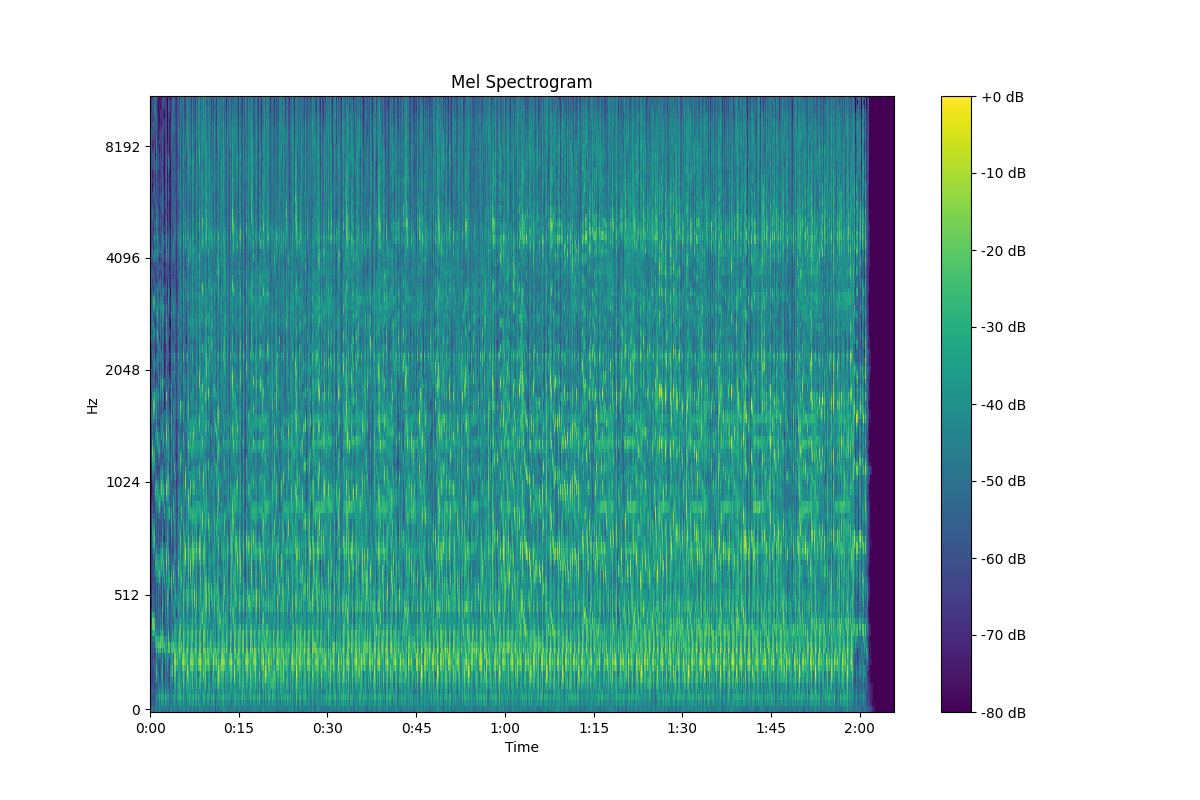 Mel Spectrogram
+0 dB
8192
-10 dB
-20 dB
4096
-30 dB
2048
-40 dB
Hz
1024
-50 dB
-60 dB
512
-70 dB
0
-80 dB
0:00 0:15 0:30 0:45 1:00 1:15 1:30 1:45 2:00
Time